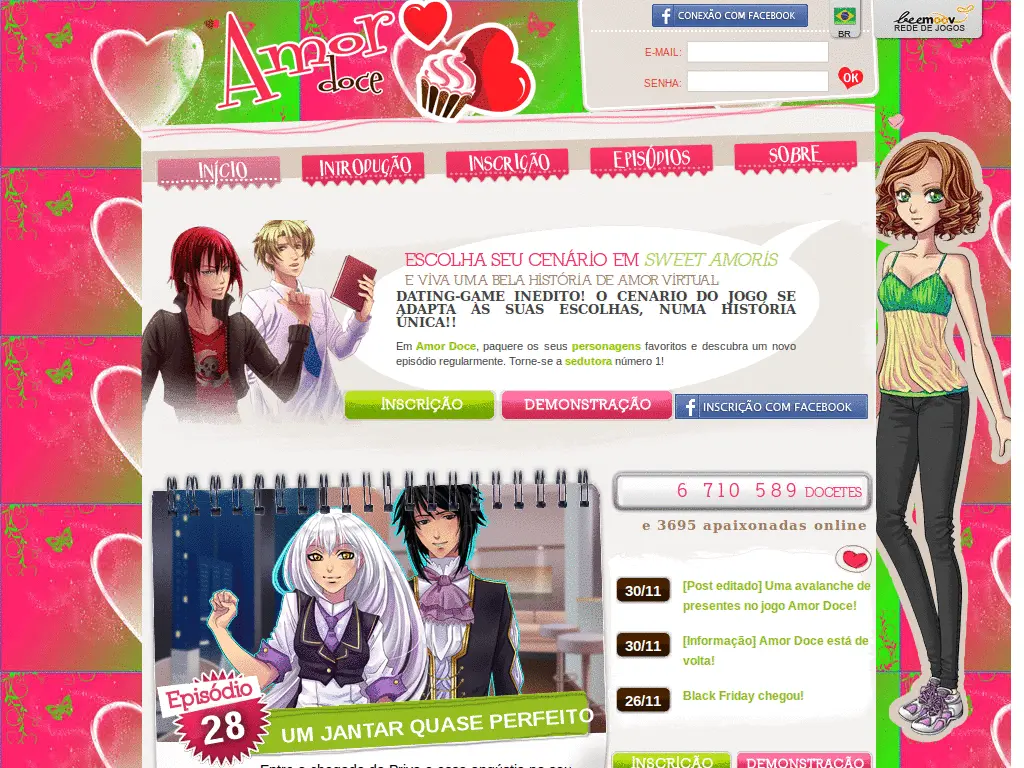 Amor doce
CONEXÃO COM FACEBOOK
E-MAIL:
SENHA:
OK
BR
beemoov
REDE DE JOGOS
INÍCIO
INTRODUÇÃO
INSCRIÇÃO
EPISÓDIOS
SOBRE
ESCOLHA SEU CENÁRIO EM SWEET AMORIS
E VIVA UMA BELA HISTÓRIA DE AMOR VIRTUAL
DATING-GAME INEDITO! O CENARIO DO JOGO SE
ADAPTA ÀS SUAS ESCOLHAS, NUMA HISTÓRIA
ÚNICA!!
Em Amor Doce, paquere os seus personagens favoritos e descubra um novo
episódio regularmente. Torne-se a sedutora número 1!
INSCRIÇÃO
DEMONSTRAÇÃO
INSCRIÇÃO COM FACEBOOK
6 710 589 DOCETES
e 3695 apaixonadas online
30/11
[Post editado] Uma avalanche de
presentes no jogo Amor Doce!
30/11
[Informação] Amor Doce está de
volta!
26/11
Black Friday chegou!
Episódio
28
UM JANTAR QUASE PERFEITO
INSCRIÇÃO
DEMONSTRAÇÃO